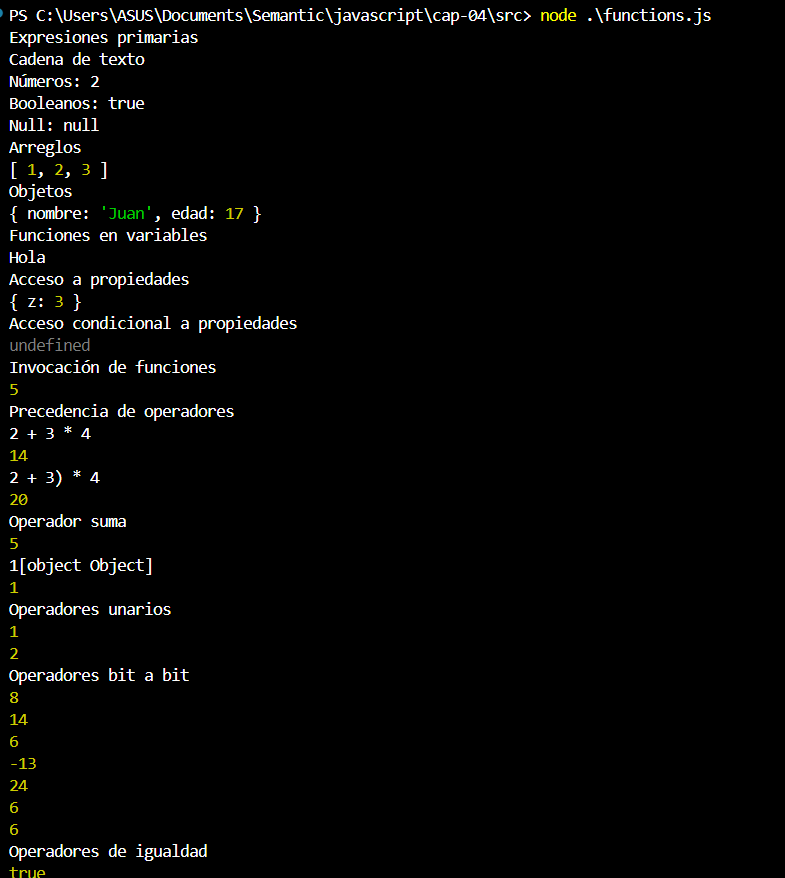 PS C:\Users\ASUS\Documents\Semantic\javascript\cap-04\src> node .\functions.js
Expresiones primarias
Cadena de texto
Números: 2
Booleanos: true
Null: null
Arreglos
[ 1, 2, 3 ]
Objetos
{ nombre: 'Juan', edad: 17 }
Funciones en variables
Hola
Acceso a propiedades
{ z: 3 }
Acceso condicional a propiedades
undefined
Invocación de funciones
5
Precedencia de operadores
2 + 3 * 4
14
2 + 3) * 4
20
Operador suma
5
1[object Object]
1
Operadores unarios
1
2
Operadores bit a bit
8
14
6
-13
24
6
6
Operadores de igualdad
true